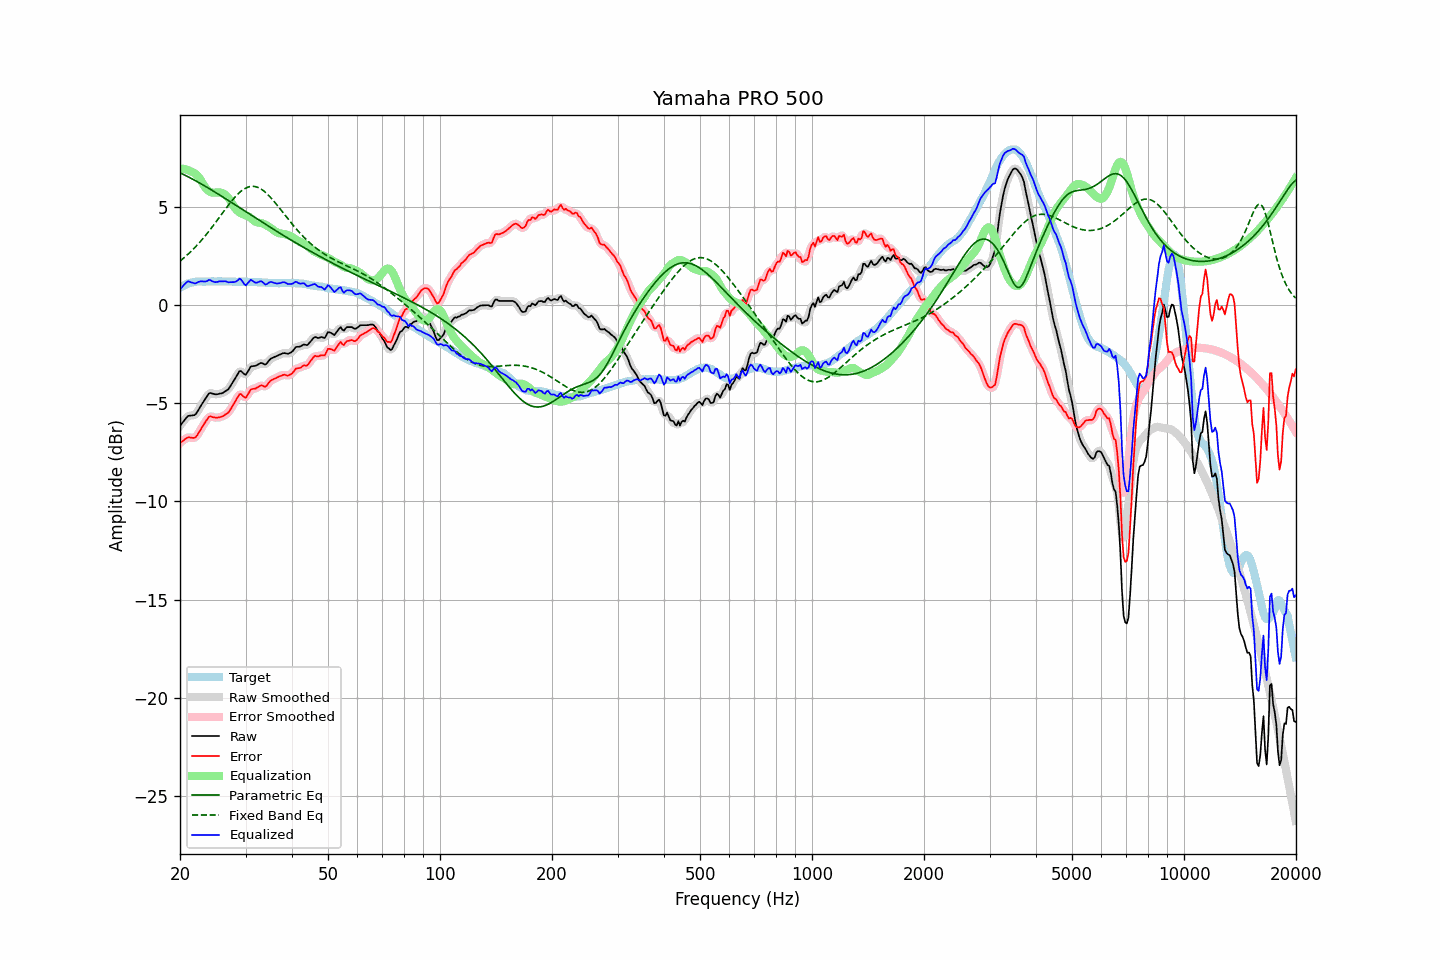 Yamaha PRO 500
Amplitude (dBr)
5
0
−5
−10
−15
−20
−25
Target
Raw Smoothed
Error Smoothed
Raw
Error
Equalization
Parametric Eq
Fixed Band Eq
Equalized
20 50 100 200 500 1000 2000 5000 10000 20000
Frequency (Hz)